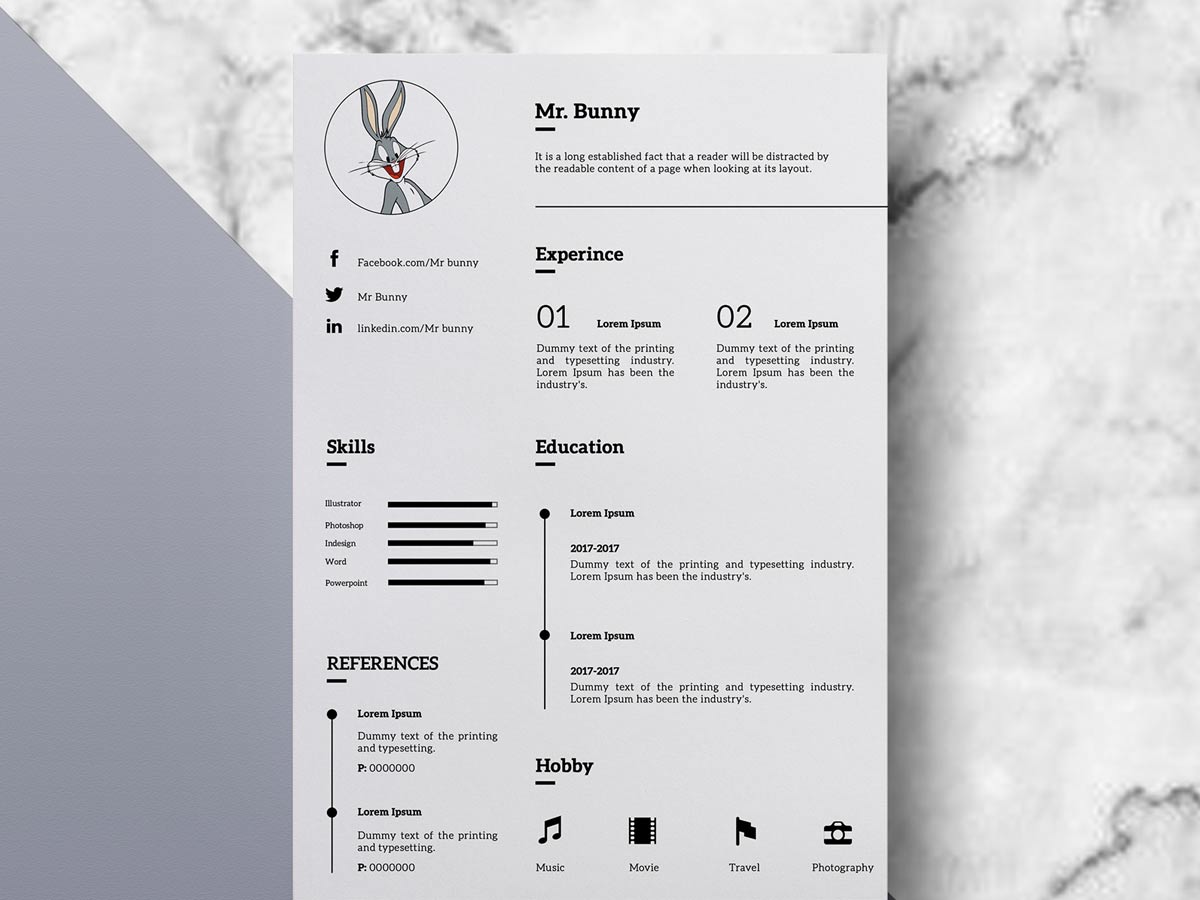 Mr. Bunny
It is a long established fact that a reader will be distracted by
the readable content of a page when looking at its layout.
Facebook.com/Mr bunny
Mr Bunny
linkedin.com/Mr bunny
Experince
01 Lorem Ipsum
Dummy text of the printing
and typesetting industry.
Lorem Ipsum has been the
industry's.
02 Lorem Ipsum
Dummy text of the printing
and typesetting industry.
Lorem Ipsum has been the
industry's.
Skills
Illustrator
Photoshop
Indesign
Word
Powerpoint
Education
Lorem Ipsum
2017-2017
Dummy text of the printing and typesetting industry.
Lorem Ipsum has been the industry's.
Lorem Ipsum
2017-2017
Dummy text of the printing and typesetting industry.
Lorem Ipsum has been the industry's.
REFERENCES
Lorem Ipsum
Dummy text of the printing
and typesetting.
P: 0000000
Lorem Ipsum
Dummy text of the printing
and typesetting.
P: 0000000
Hobby
Music
Movie
Travel
Photography